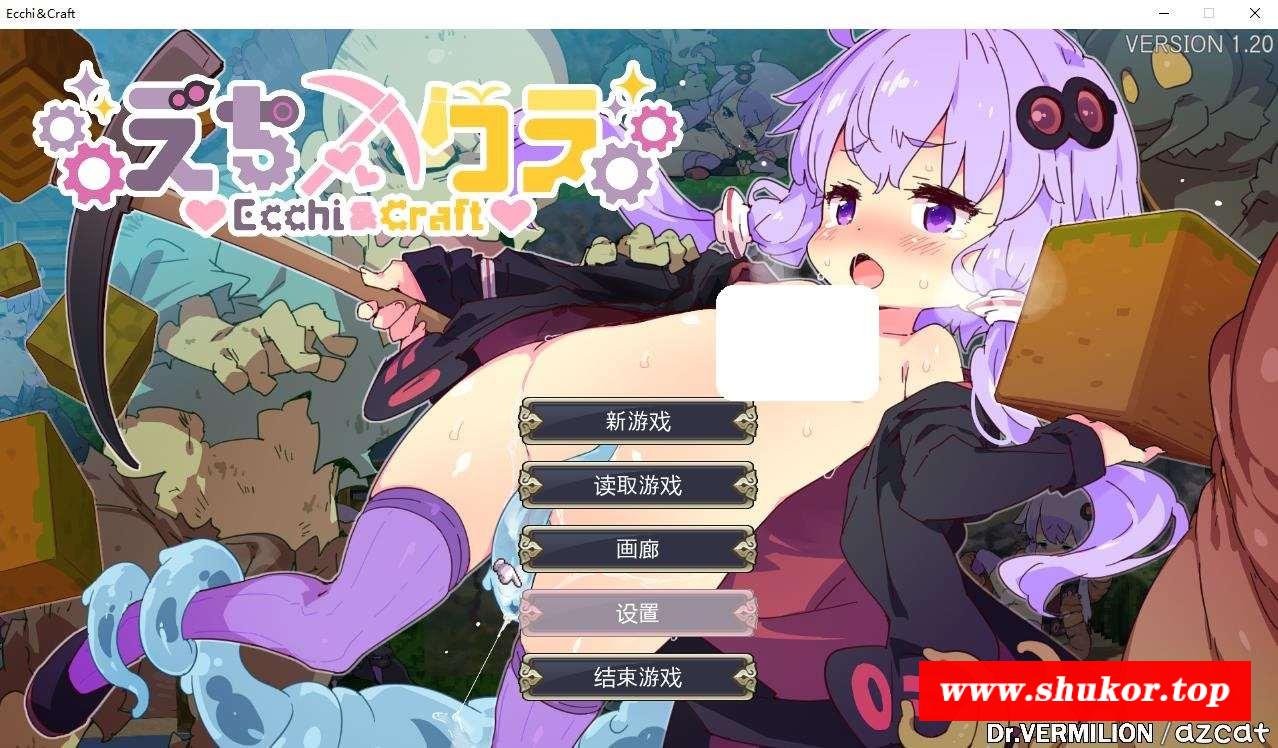 Ecchi&Craft
VERSION 1.20
えちクラ
Ecchi&Craft
新游戏
读取游戏
画廊
设置
结束游戏
www.shukor.top
Dr.VERMILION / azcat